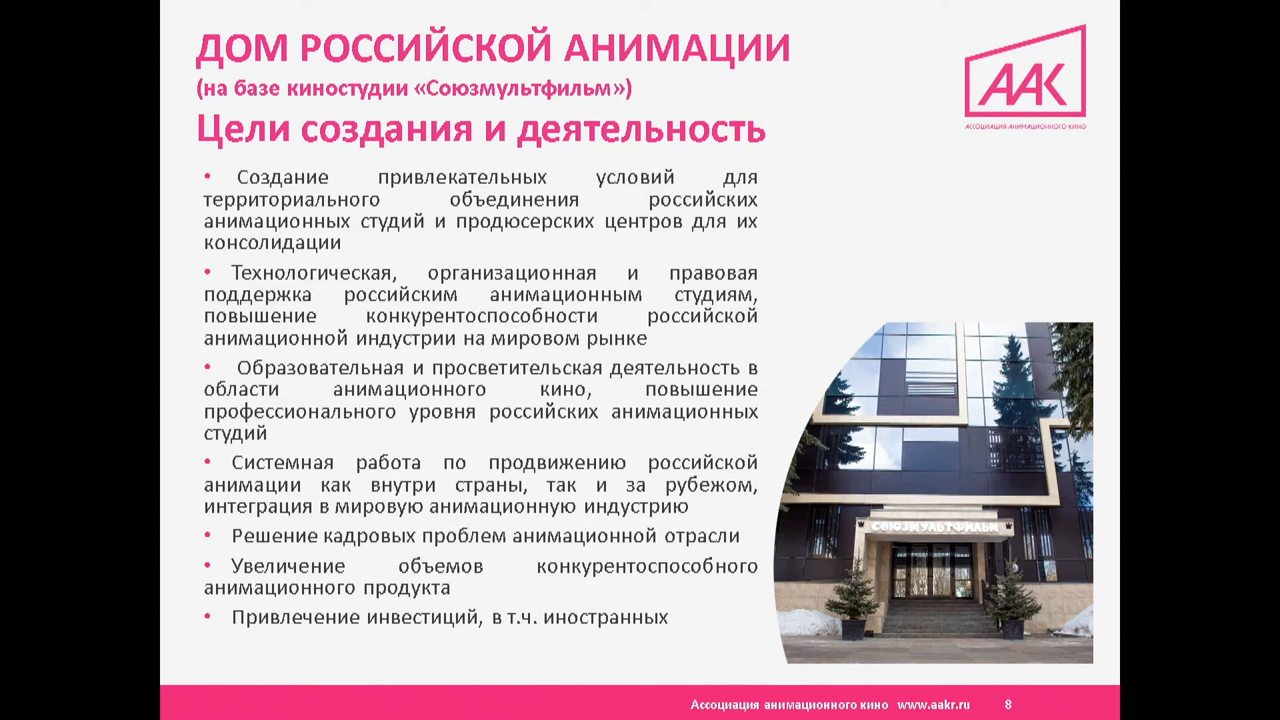 ДОМ РОССИЙСКОЙ АНИМАЦИИ
(на базе киностудии «Союзмультфильм»)
Цели создания и деятельность
ААК
АССОЦИАЦИЯ АНИМАЦИОННОГО КИНО
• Создание привлекательных условий для
территориального объединения российских
анимационных студий и продюсерских центров для их
консолидации
• Технологическая, организационная и правовая
поддержка российским анимационным студиям,
повышение конкурентоспособности российской
анимационной индустрии на мировом рынке
• Образовательная и просветительская деятельность в
области анимационного кино, повышение
профессионального уровня российских анимационных
студий
• Системная работа по продвижению российской
анимации как внутри страны, так и за рубежом,
интеграция в мировую анимационную индустрию
• Решение кадровых проблем анимационной отрасли
• Увеличение объемов конкурентоспособного
анимационного продукта
• Привлечение инвестиций, в т.ч. иностранных
СОЮЗМУЛЬТФИЛЬМ
Ассоциация анимационного кино www.aakr.ru 8